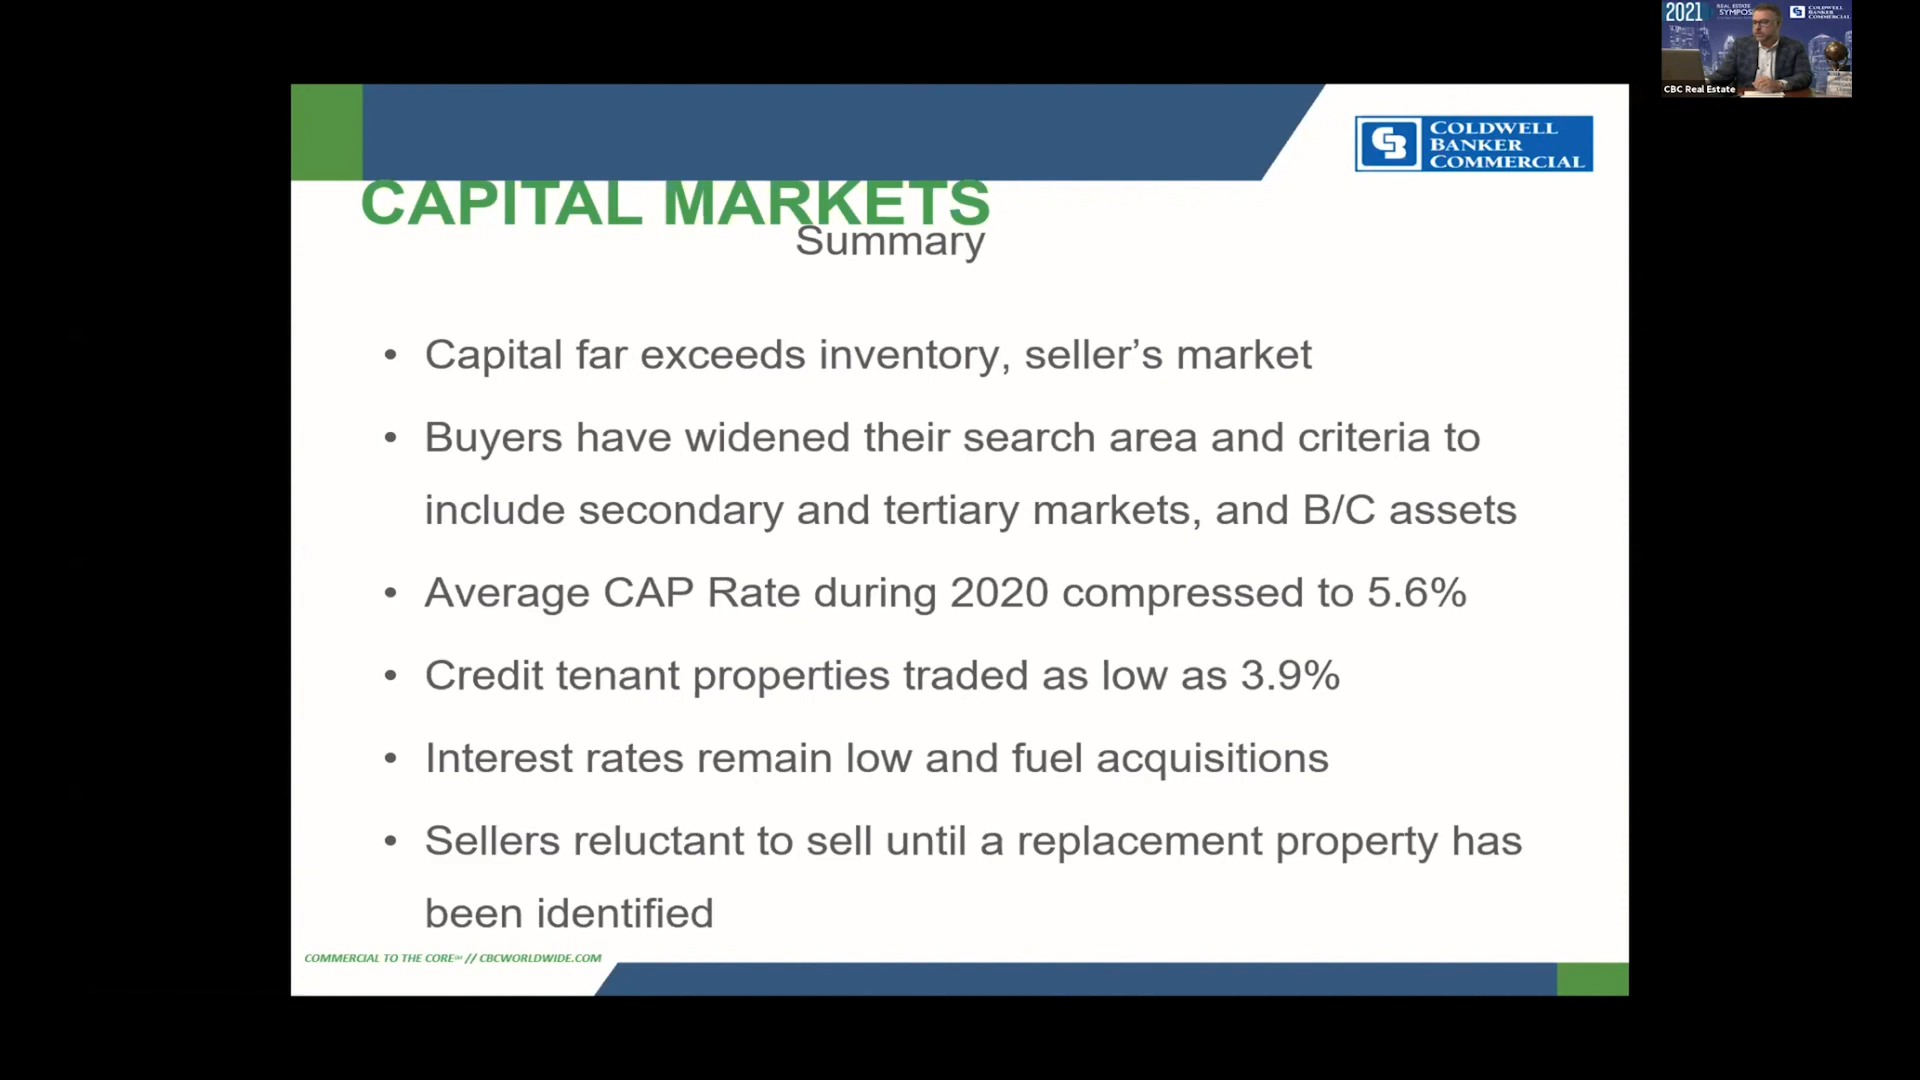 2021
REAL ESTATE
COLDWELL
BANKER
COMMERCIAL
CBC Real Estate
COLDWELL
BANKER
COMMERCIAL
CAPITAL MARKETS
Summary
• Capital far exceeds inventory, seller’s market
• Buyers have widened their search area and criteria to
include secondary and tertiary markets, and B/C assets
• Average CAP Rate during 2020 compressed to 5.6%
• Credit tenant properties traded as low as 3.9%
• Interest rates remain low and fuel acquisitions
• Sellers reluctant to sell until a replacement property has
been identified
COMMERCIAL TO THE CORE℠ // CBCWORLDWIDE.COM